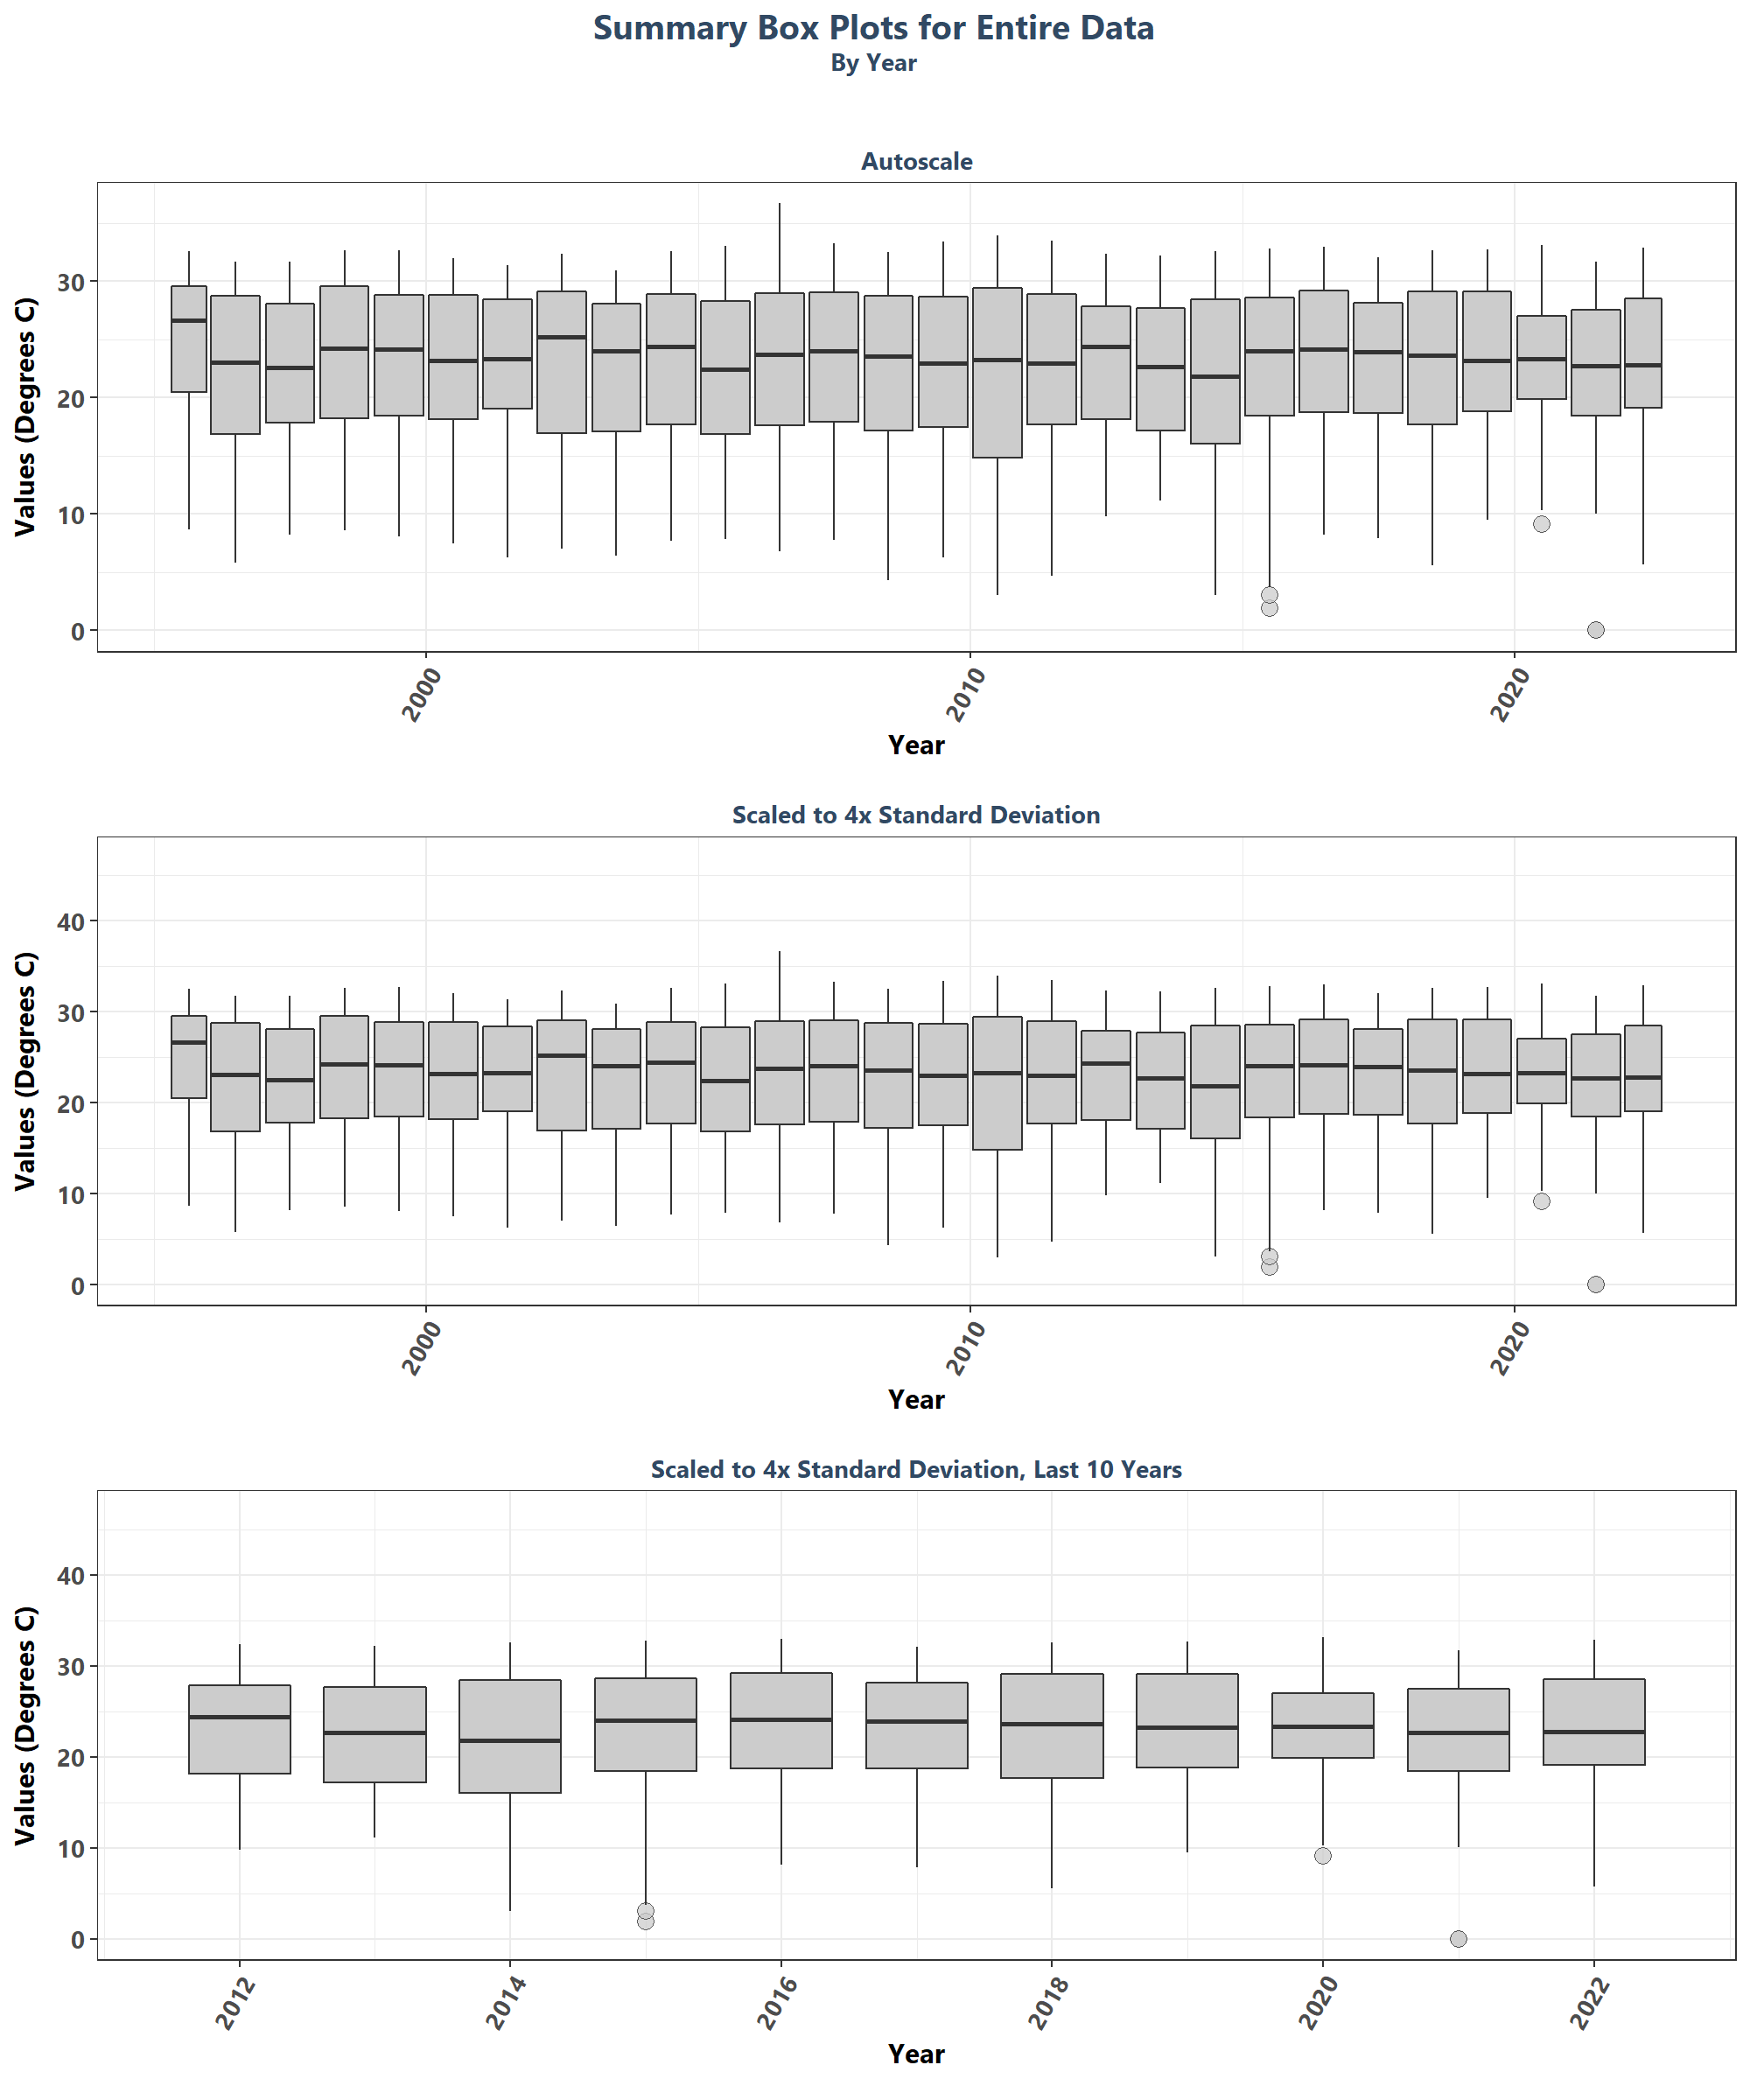 Summary Box Plots for Entire Data
By Year
Autoscale
Values (Degrees C)
30
20
10
0
2000
2010
2020
Year
Scaled to 4x Standard Deviation
Values (Degrees C)
40
30
20
10
0
2000
2010
2020
Year
Scaled to 4x Standard Deviation, Last 10 Years
Values (Degrees C)
40
30
20
10
0
2012
2014
2016
2018
2020
2022
Year